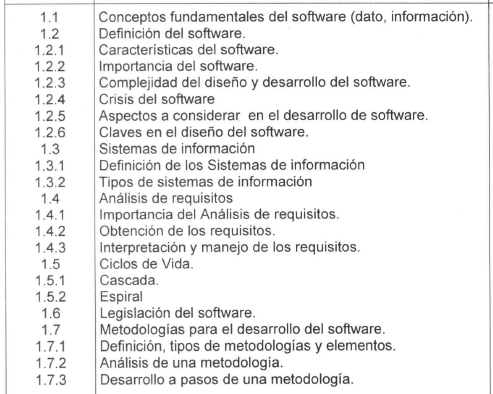 1.1 Conceptos fundamentales del software (dato, información).
1.2 Definición del software.
1.2.1 Características del software.
1.2.2 Importancia del software.
1.2.3 Complejidad del diseño y desarrollo del software.
1.2.4 Crisis del software
1.2.5 Aspectos a considerar en el desarrollo de software.
1.2.6 Claves en el diseño del software.
1.3 Sistemas de información
1.3.1 Definición de los Sistemas de información
1.3.2 Tipos de sistemas de información
1.4 Análisis de requisitos
1.4.1 Importancia del Análisis de requisitos.
1.4.2 Obtención de los requisitos.
1.4.3 Interpretación y manejo de los requisitos.
1.5 Ciclos de Vida.
1.5.1 Cascada.
1.5.2 Espiral
1.6 Legislación del software.
1.7 Metodologías para el desarrollo del software.
1.7.1 Definición, tipos de metodologías y elementos.
1.7.2 Análisis de una metodología.
1.7.3 Desarrollo a pasos de una metodología.